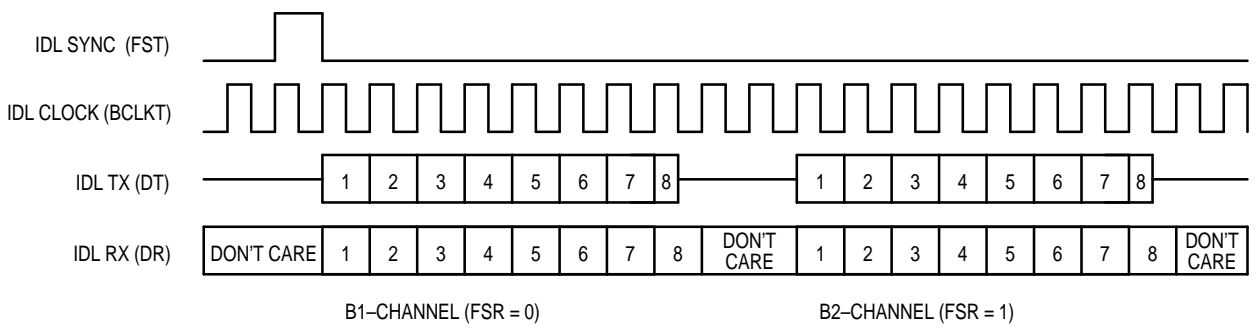 IDL SYNC (FST)
IDL CLOCK (BCLKT)
IDL TX (DT) 1 2 3 4 5 6 7 8 1 2 3 4 5 6 7 8
IDL RX (DR) DON'T CARE 1 2 3 4 5 6 7 8 DON'T CARE 1 2 3 4 5 6 7 8 DON'T CARE
B1–CHANNEL (FSR = 0) B2–CHANNEL (FSR = 1)